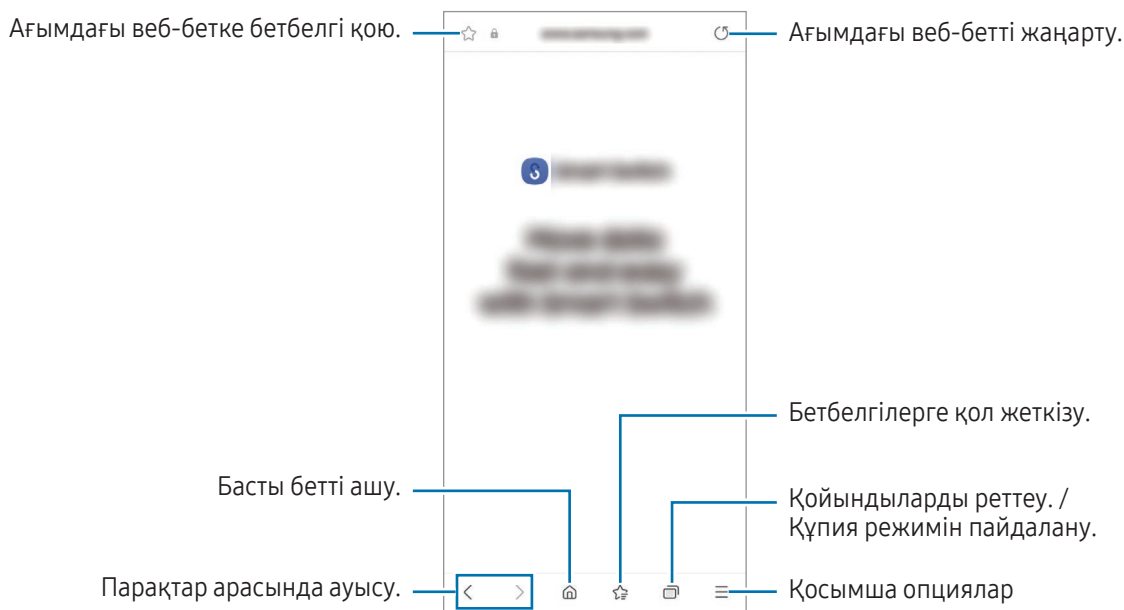 Ағымдағы веб-бетке бетбелгі қою.
Ағымдағы веб-бетті жаңарту.
Бетбелгілерге қол жеткізу.
Басты бетті ашу.
Қойындыларды реттеу. /
Құпия режимін пайдалану.
Парақтар арасында ауысу.
Қосымша опциялар